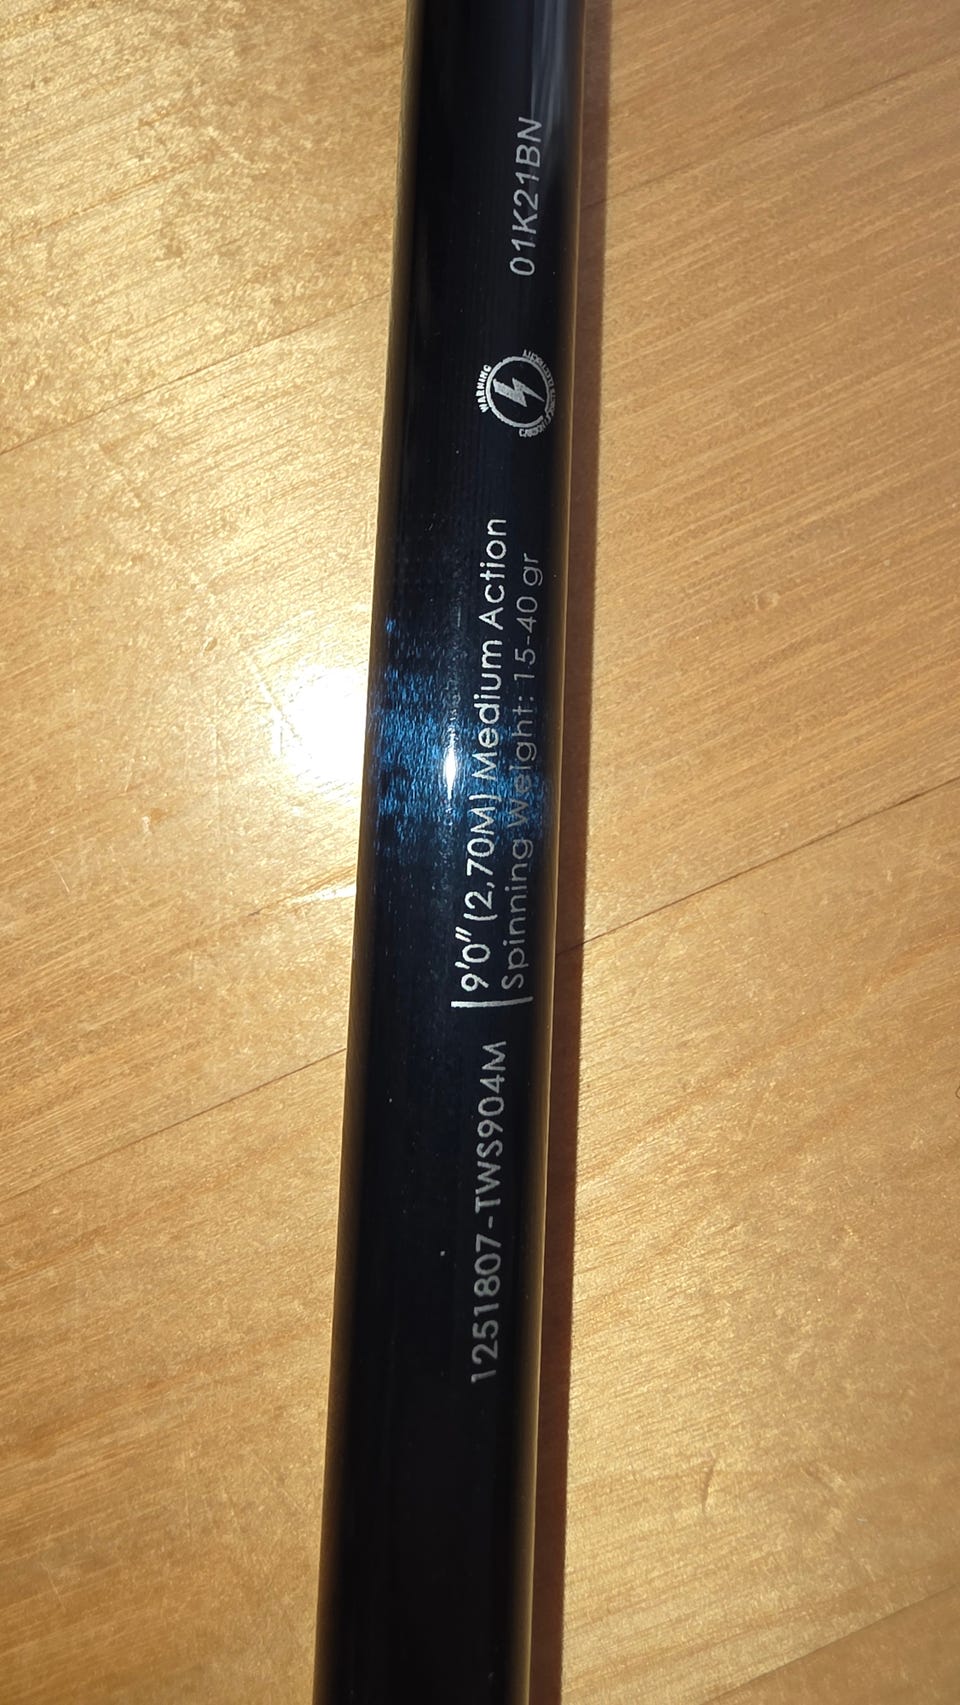 1251807-TWS904M
9'0" (2,70M) Medium Action
Spinning Weight: 15-40 gr
WARNING
01K21BN